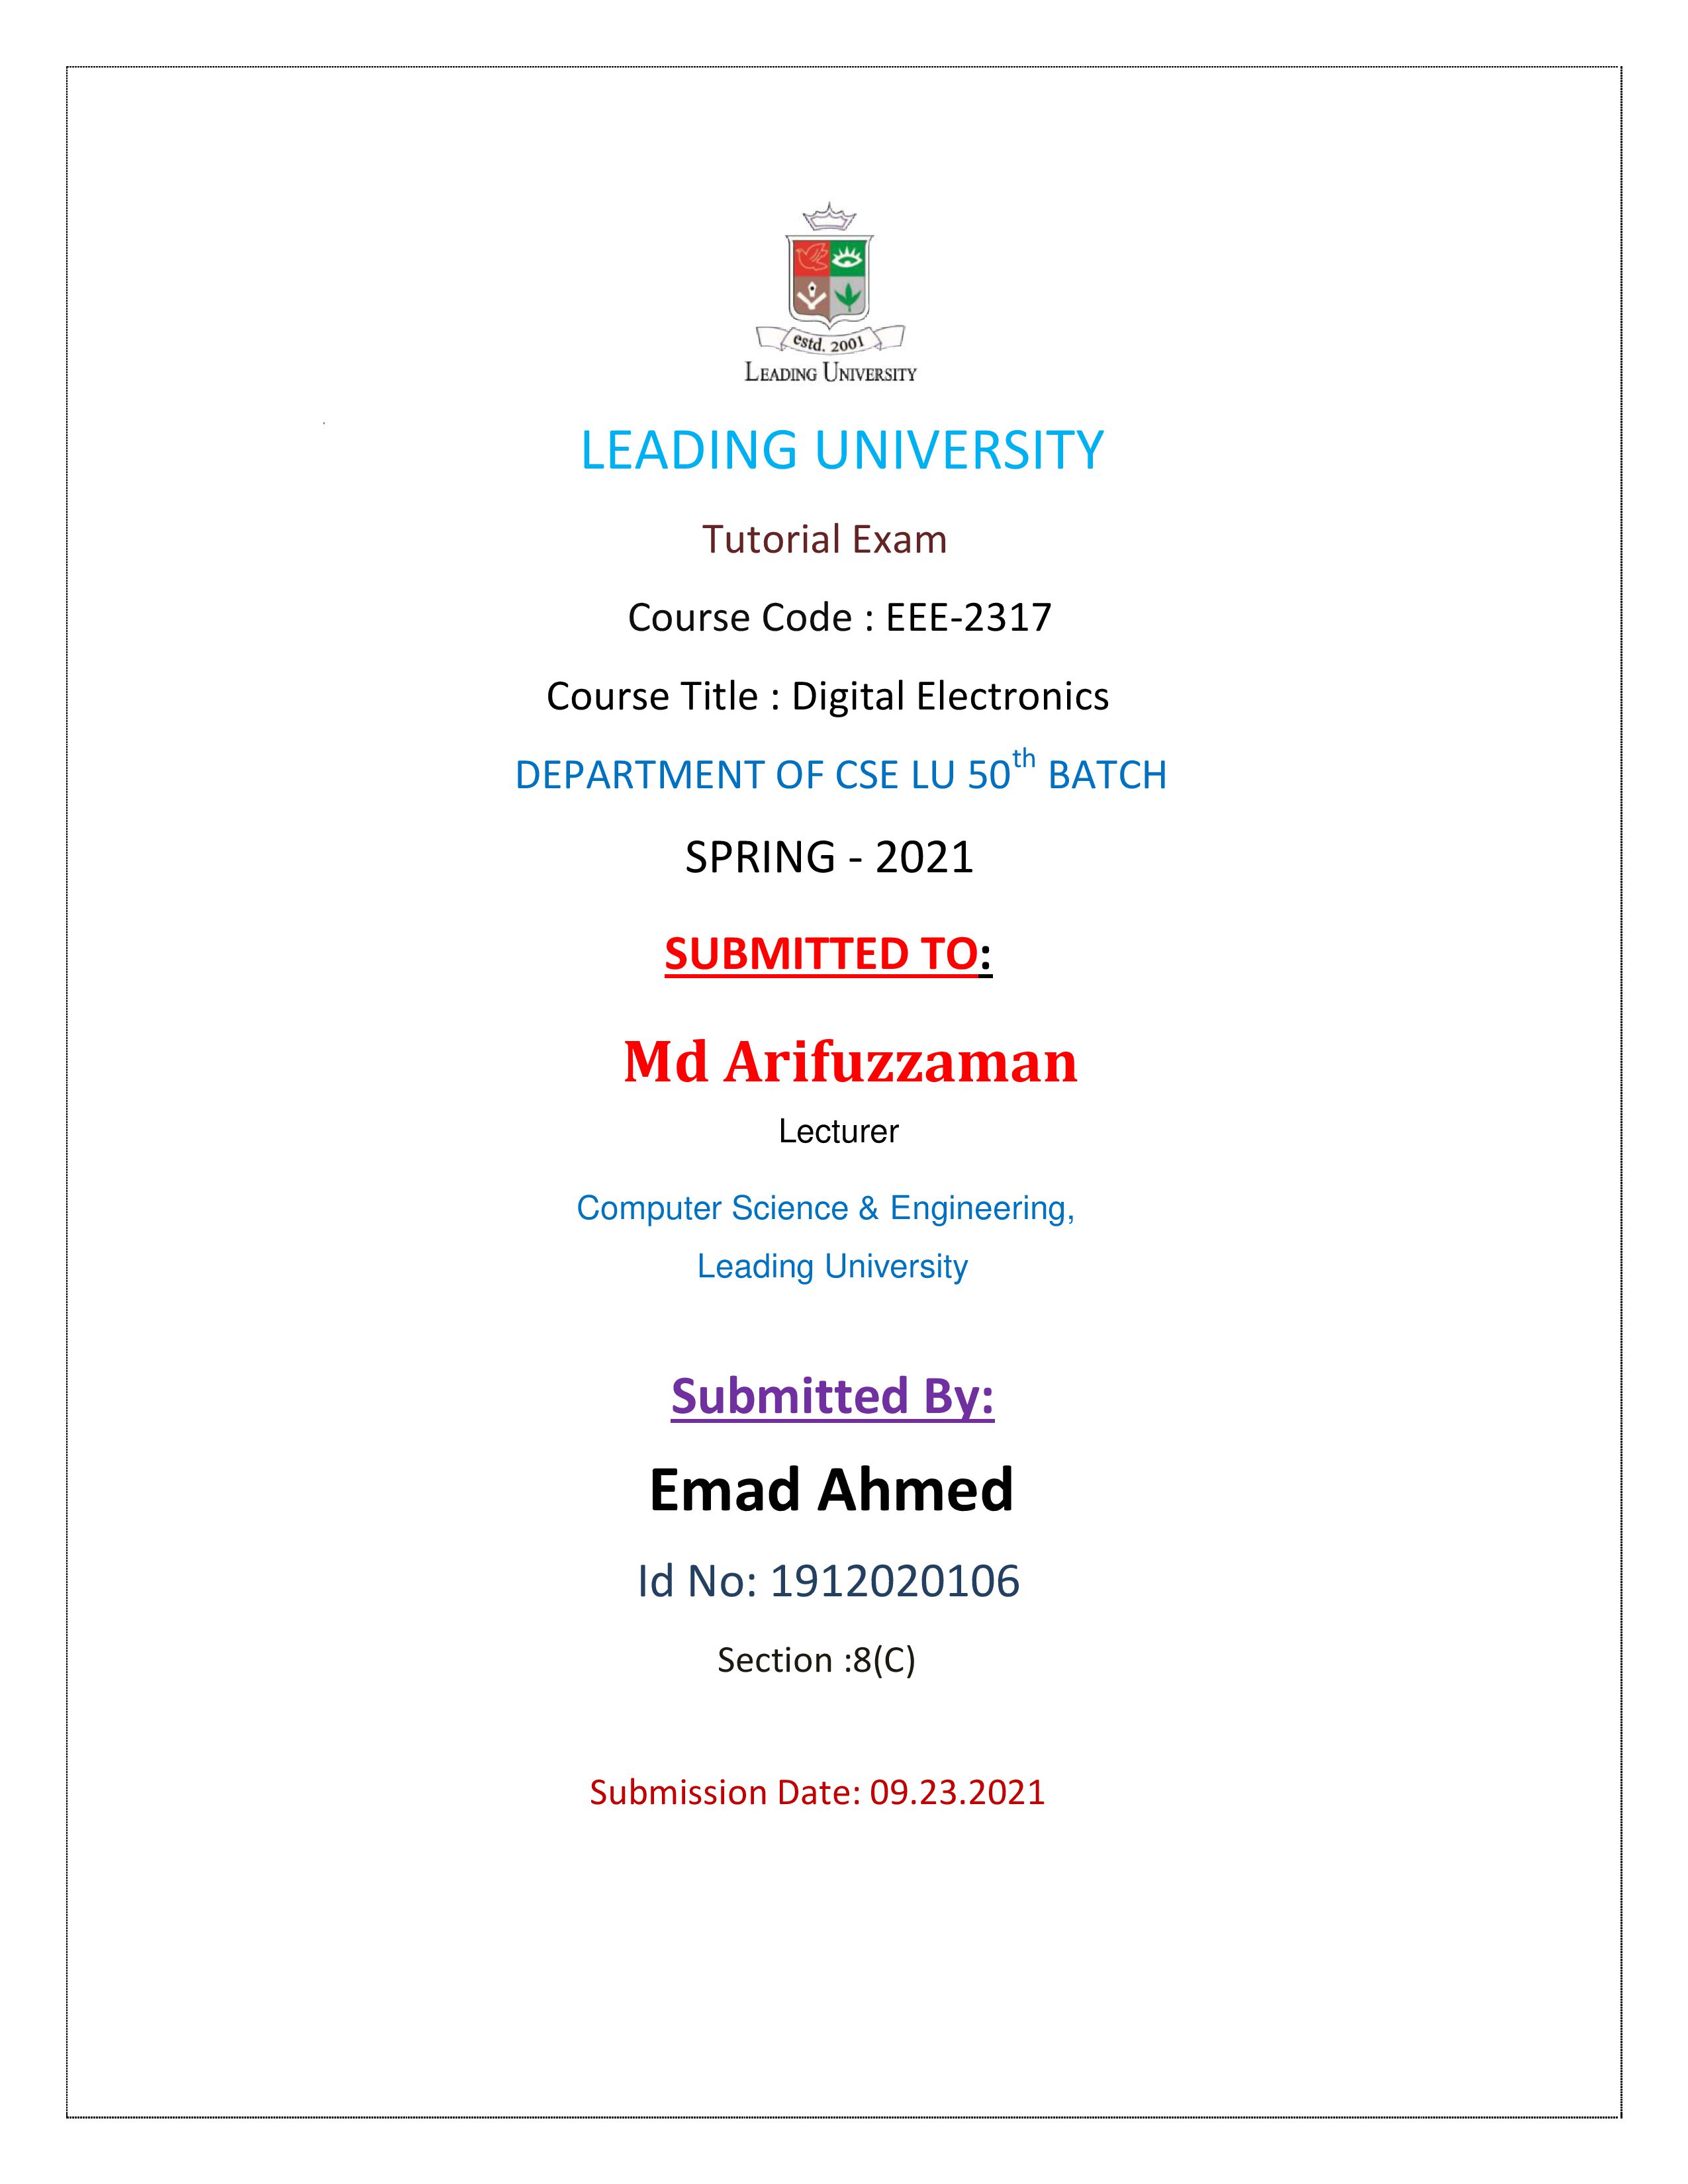 estd. 2001
LEADING UNIVERSITY
LEADING UNIVERSITY
Tutorial Exam
Course Code : EEE-2317
Course Title : Digital Electronics
DEPARTMENT OF CSE LU 50th BATCH
SPRING - 2021
SUBMITTED TO:
Md Arifuzzaman
Lecturer
Computer Science & Engineering,
Leading University
Submitted By:
Emad Ahmed
Id No: 1912020106
Section :8(C)
Submission Date: 09.23.2021